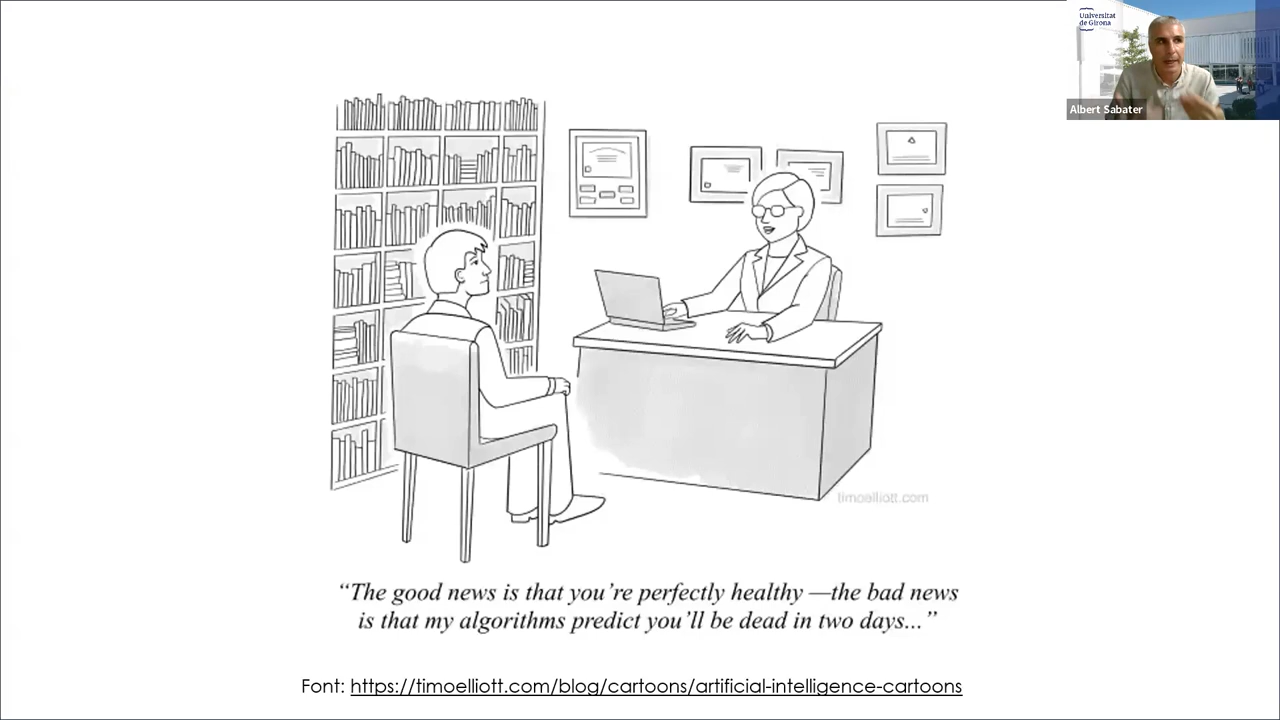 Universitat
de Girona
Albert Sabater
timoelliott.com
“The good news is that you’re perfectly healthy —the bad news
is that my algorithms predict you’ll be dead in two days...”
Font: https://timoelliott.com/blog/cartoons/artificial-intelligence-cartoons